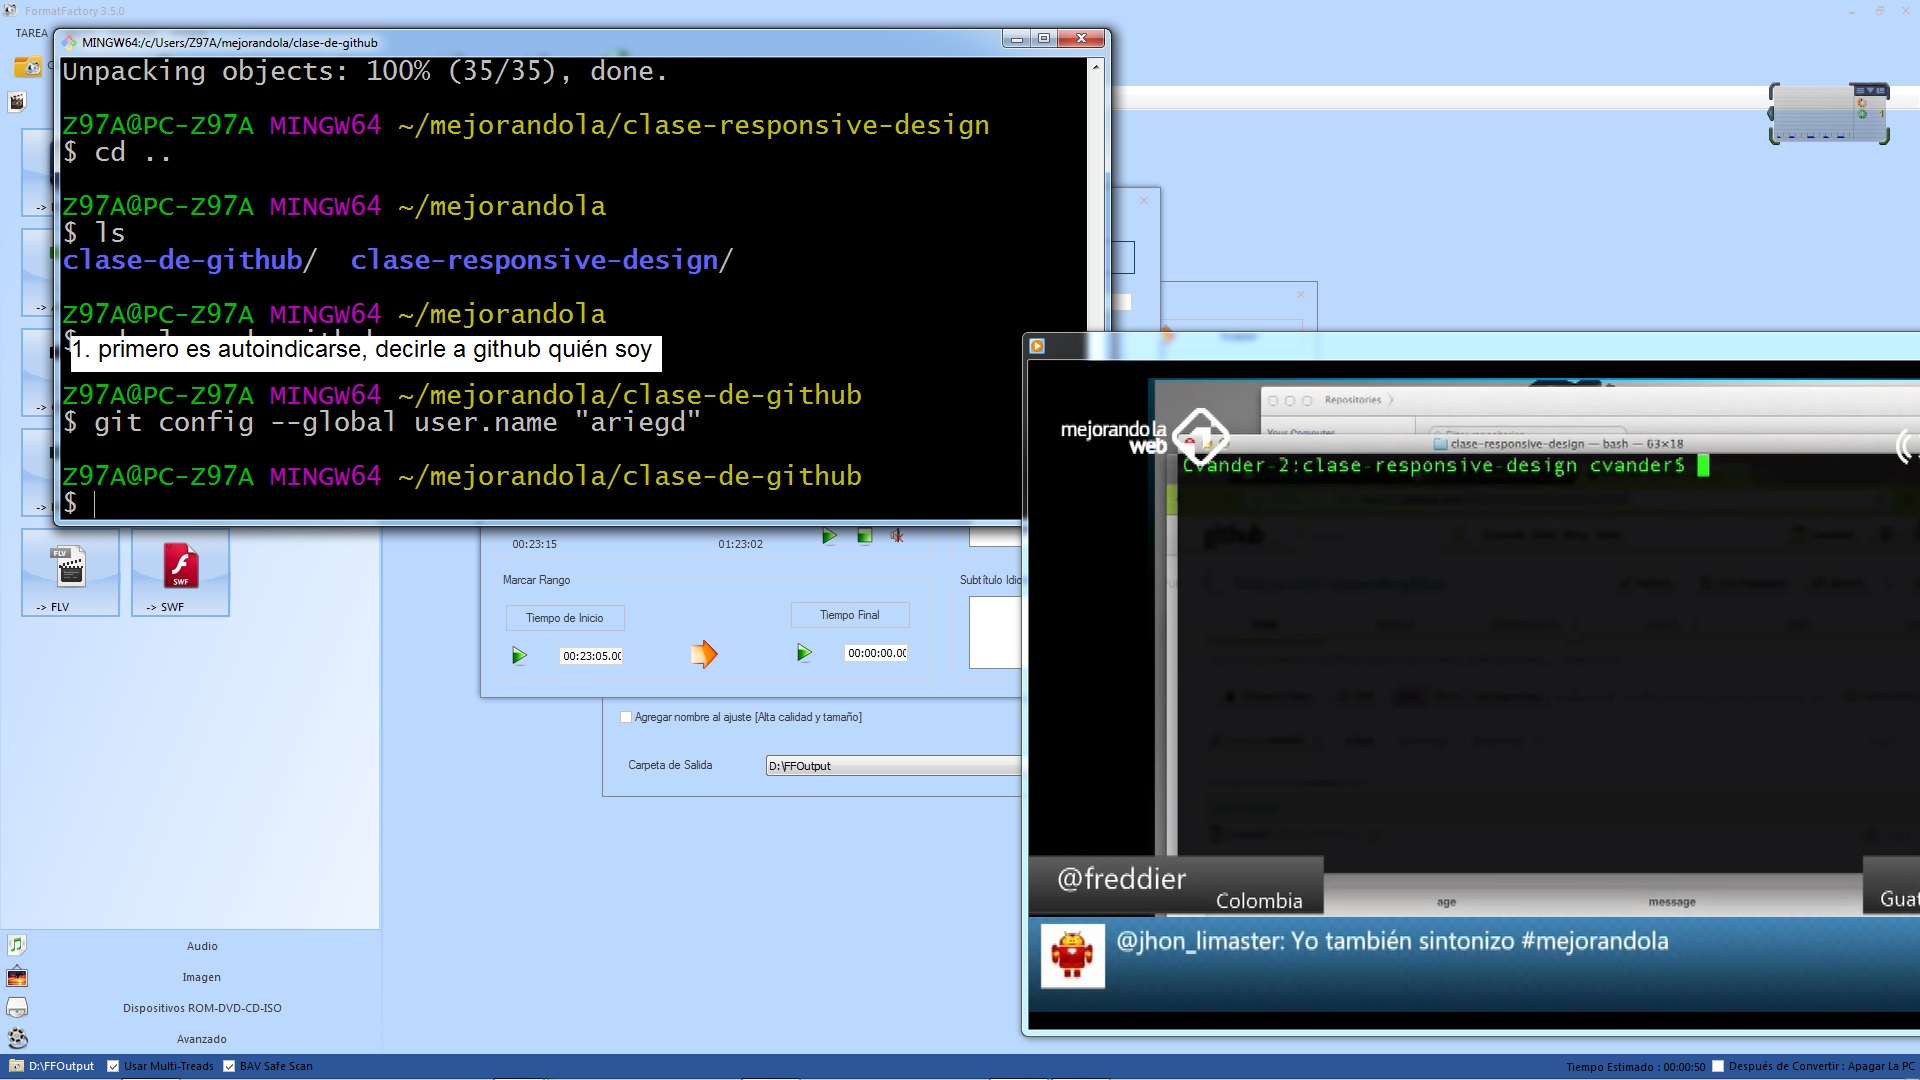 FormatFactory 3.5.0
TAREA
MINGW64:/c/Users/Z97A/mejorandola/clase-de-github
Unpacking objects: 100% (35/35), done.
Z97A@PC-Z97A MINGW64 ~/mejorandola/clase-responsive-design
$ cd ..
Z97A@PC-Z97A MINGW64 ~/mejorandola
$ ls
clase-de-github/ clase-responsive-design/
Z97A@PC-Z97A MINGW64 ~/mejorandola
1. primero es autoindicarse, decirle a github quién soy
Z97A@PC-Z97A MINGW64 ~/mejorandola/clase-de-github
$ git config --global user.name "ariegd"
Z97A@PC-Z97A MINGW64 ~/mejorandola/clase-de-github
$
00:23:15 01:23:02
Marcar Rango
Subtítulo Idio
Tiempo de Inicio
Tiempo Final
00:23:05.00
00:00:00.00
Agregar nombre al ajuste [Alta calidad y tamaño]
Carpeta de Salida
D:\FFOutput
FLV
-> FLV
SWF
-> SWF
Audio
Imagen
Dispositivos ROM-DVD-CD-ISO
Avanzado
D:\FFOutput
Usar Multi-Treads
BAV Safe Scan
Tiempo Estimado : 00:00:50
Después de Convertir : Apagar La PC
Repositories
Your Computer
mejorando la
web
clase-responsive-design — bash — 63×18
Cvander-2:clase-responsive-design cvander$
github
@freddier
Colombia
age
message
Guat
@jhon_limaster: Yo también sintonizo #mejorandola